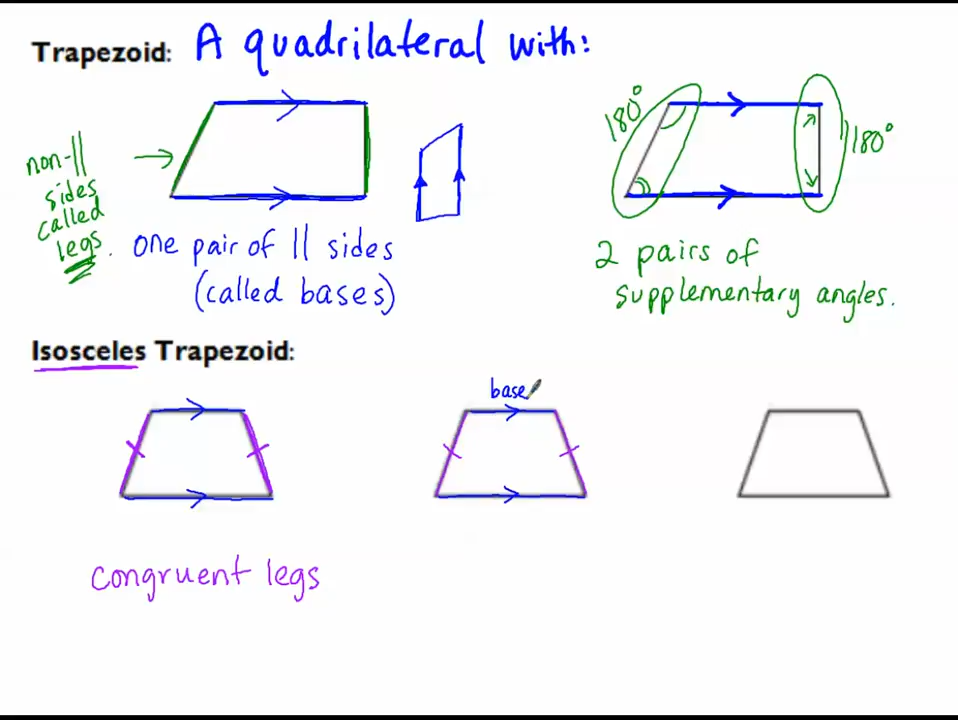 Trapezoid: A quadrilateral with:
non-||
sides
called
legs.
one pair of || sides
(called bases)
180°
180°
2 pairs of
supplementary angles.
Isosceles Trapezoid:
base
congruent legs